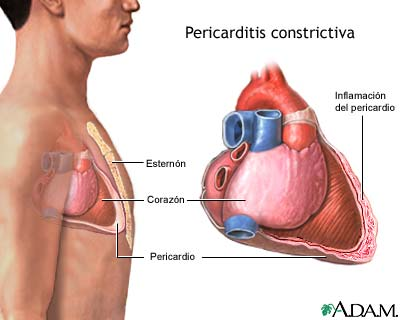 Pericarditis constrictiva
Inflamación
del pericardio
Esternón
Corazón
Pericardio
A.D.A.M.